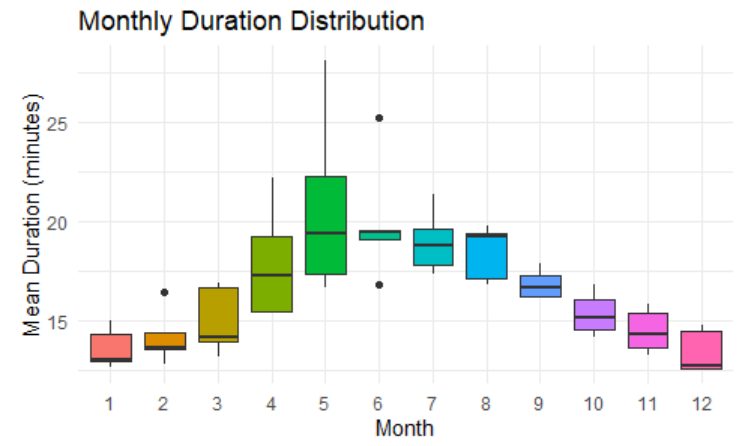 Monthly Duration Distribution
Mean Duration (minutes)
25
20
15
1 2 3 4 5 6 7 8 9 10 11 12
Month